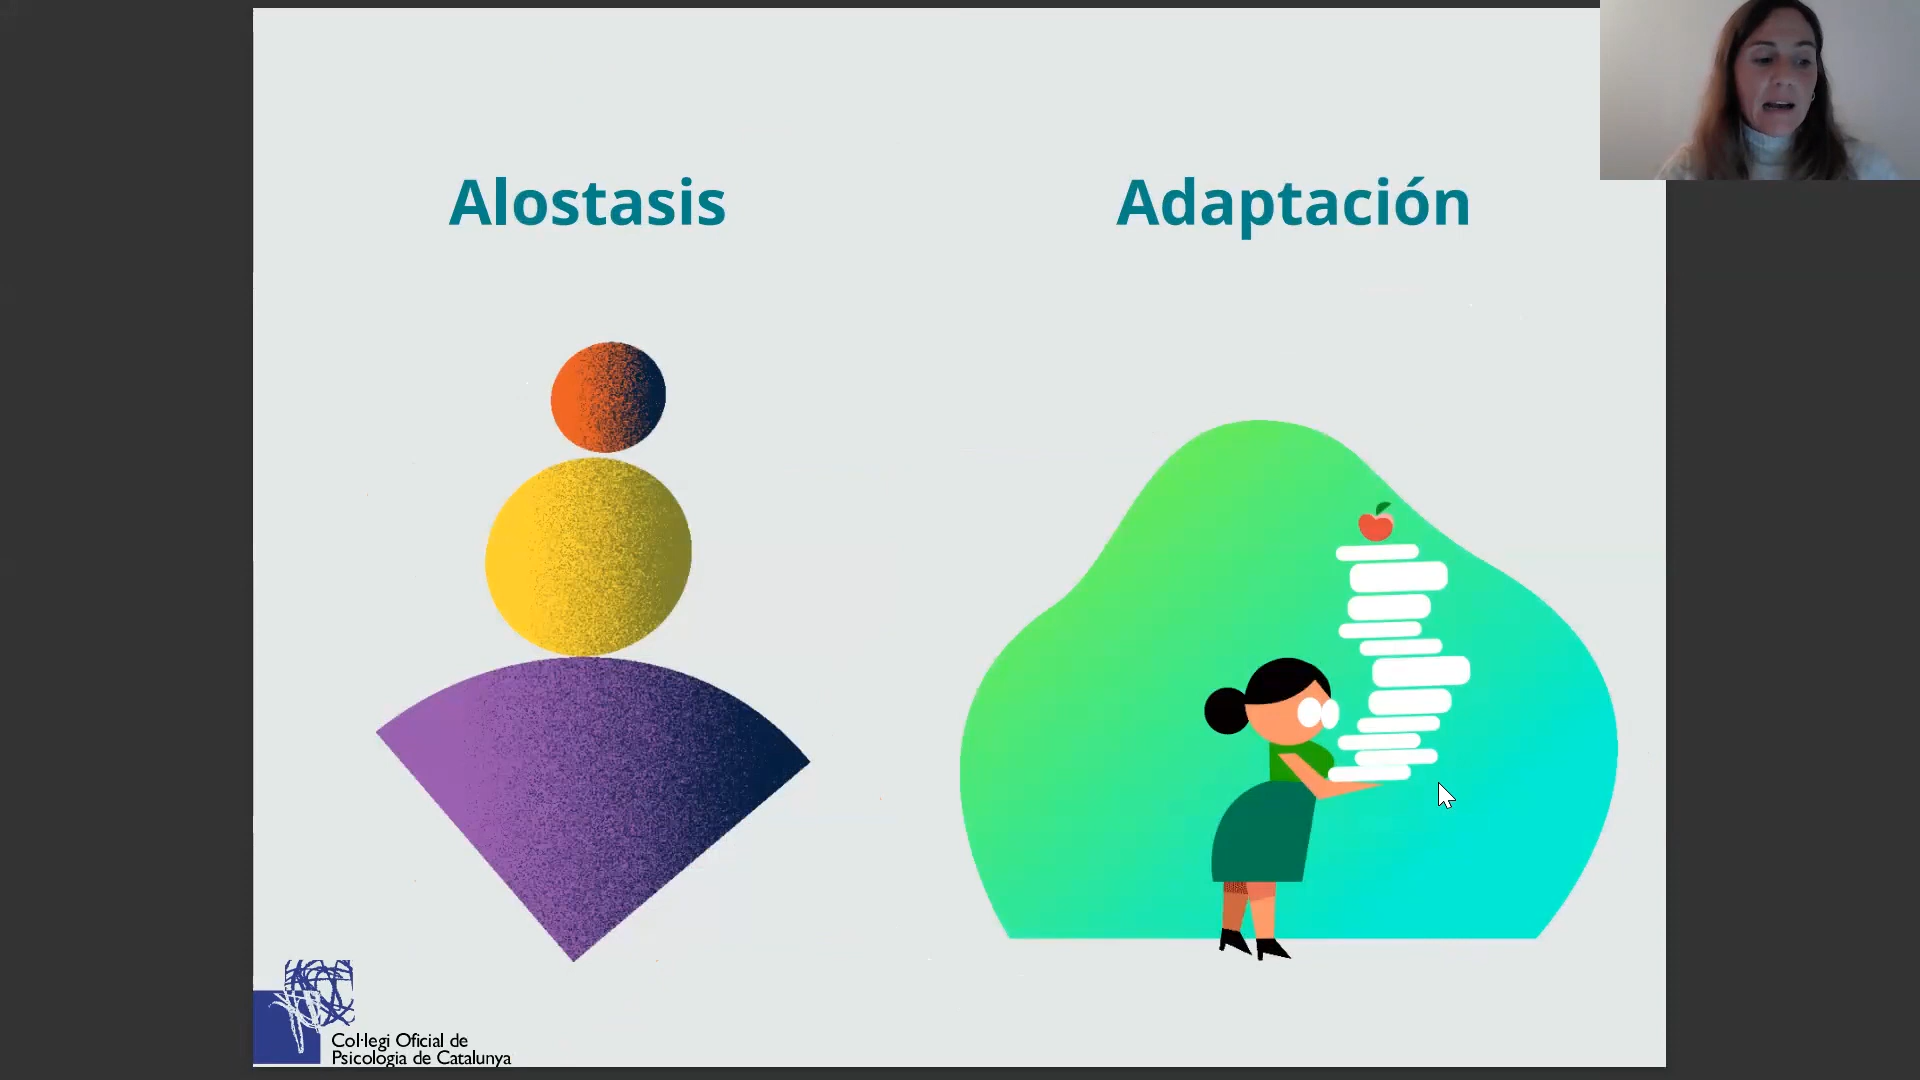 Alostasis
Adaptación
Col·legi Oficial de
Psicologia de Catalunya